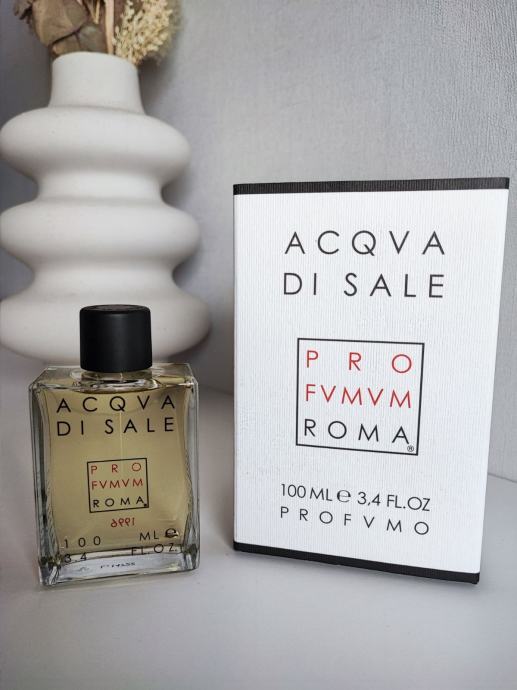 ACQVA
DI SALE
PRO
FVMVM
ROMA
1996
100 ML e
3,4 FL.OZ.
ACQVA
DI SALE
PRO
FVMVM
ROMA®
100 ML e 3,4 FL.OZ
PROFVMO